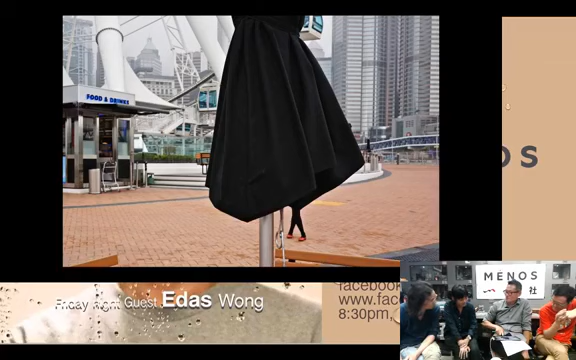 FOOD & DRINKS
OS
Friday night Guest Edas Wong
facebook
www.fac
8:30pm,
MENOS
社